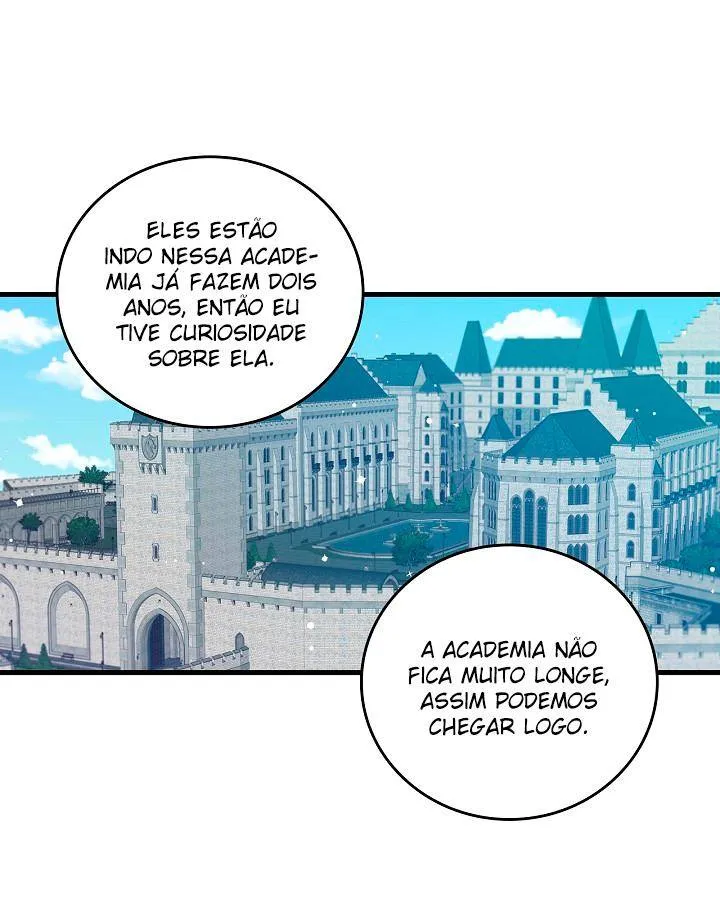 ELES ESTÃO
INDO NESSA ACADE-
MIA JÁ FAZEM DOIS
ANOS, ENTÃO EU
TIVE CURIOSIDADE
SOBRE ELA.
A ACADEMIA NÃO
FICA MUITO LONGE,
ASSIM PODEMOS
CHEGAR LOGO.